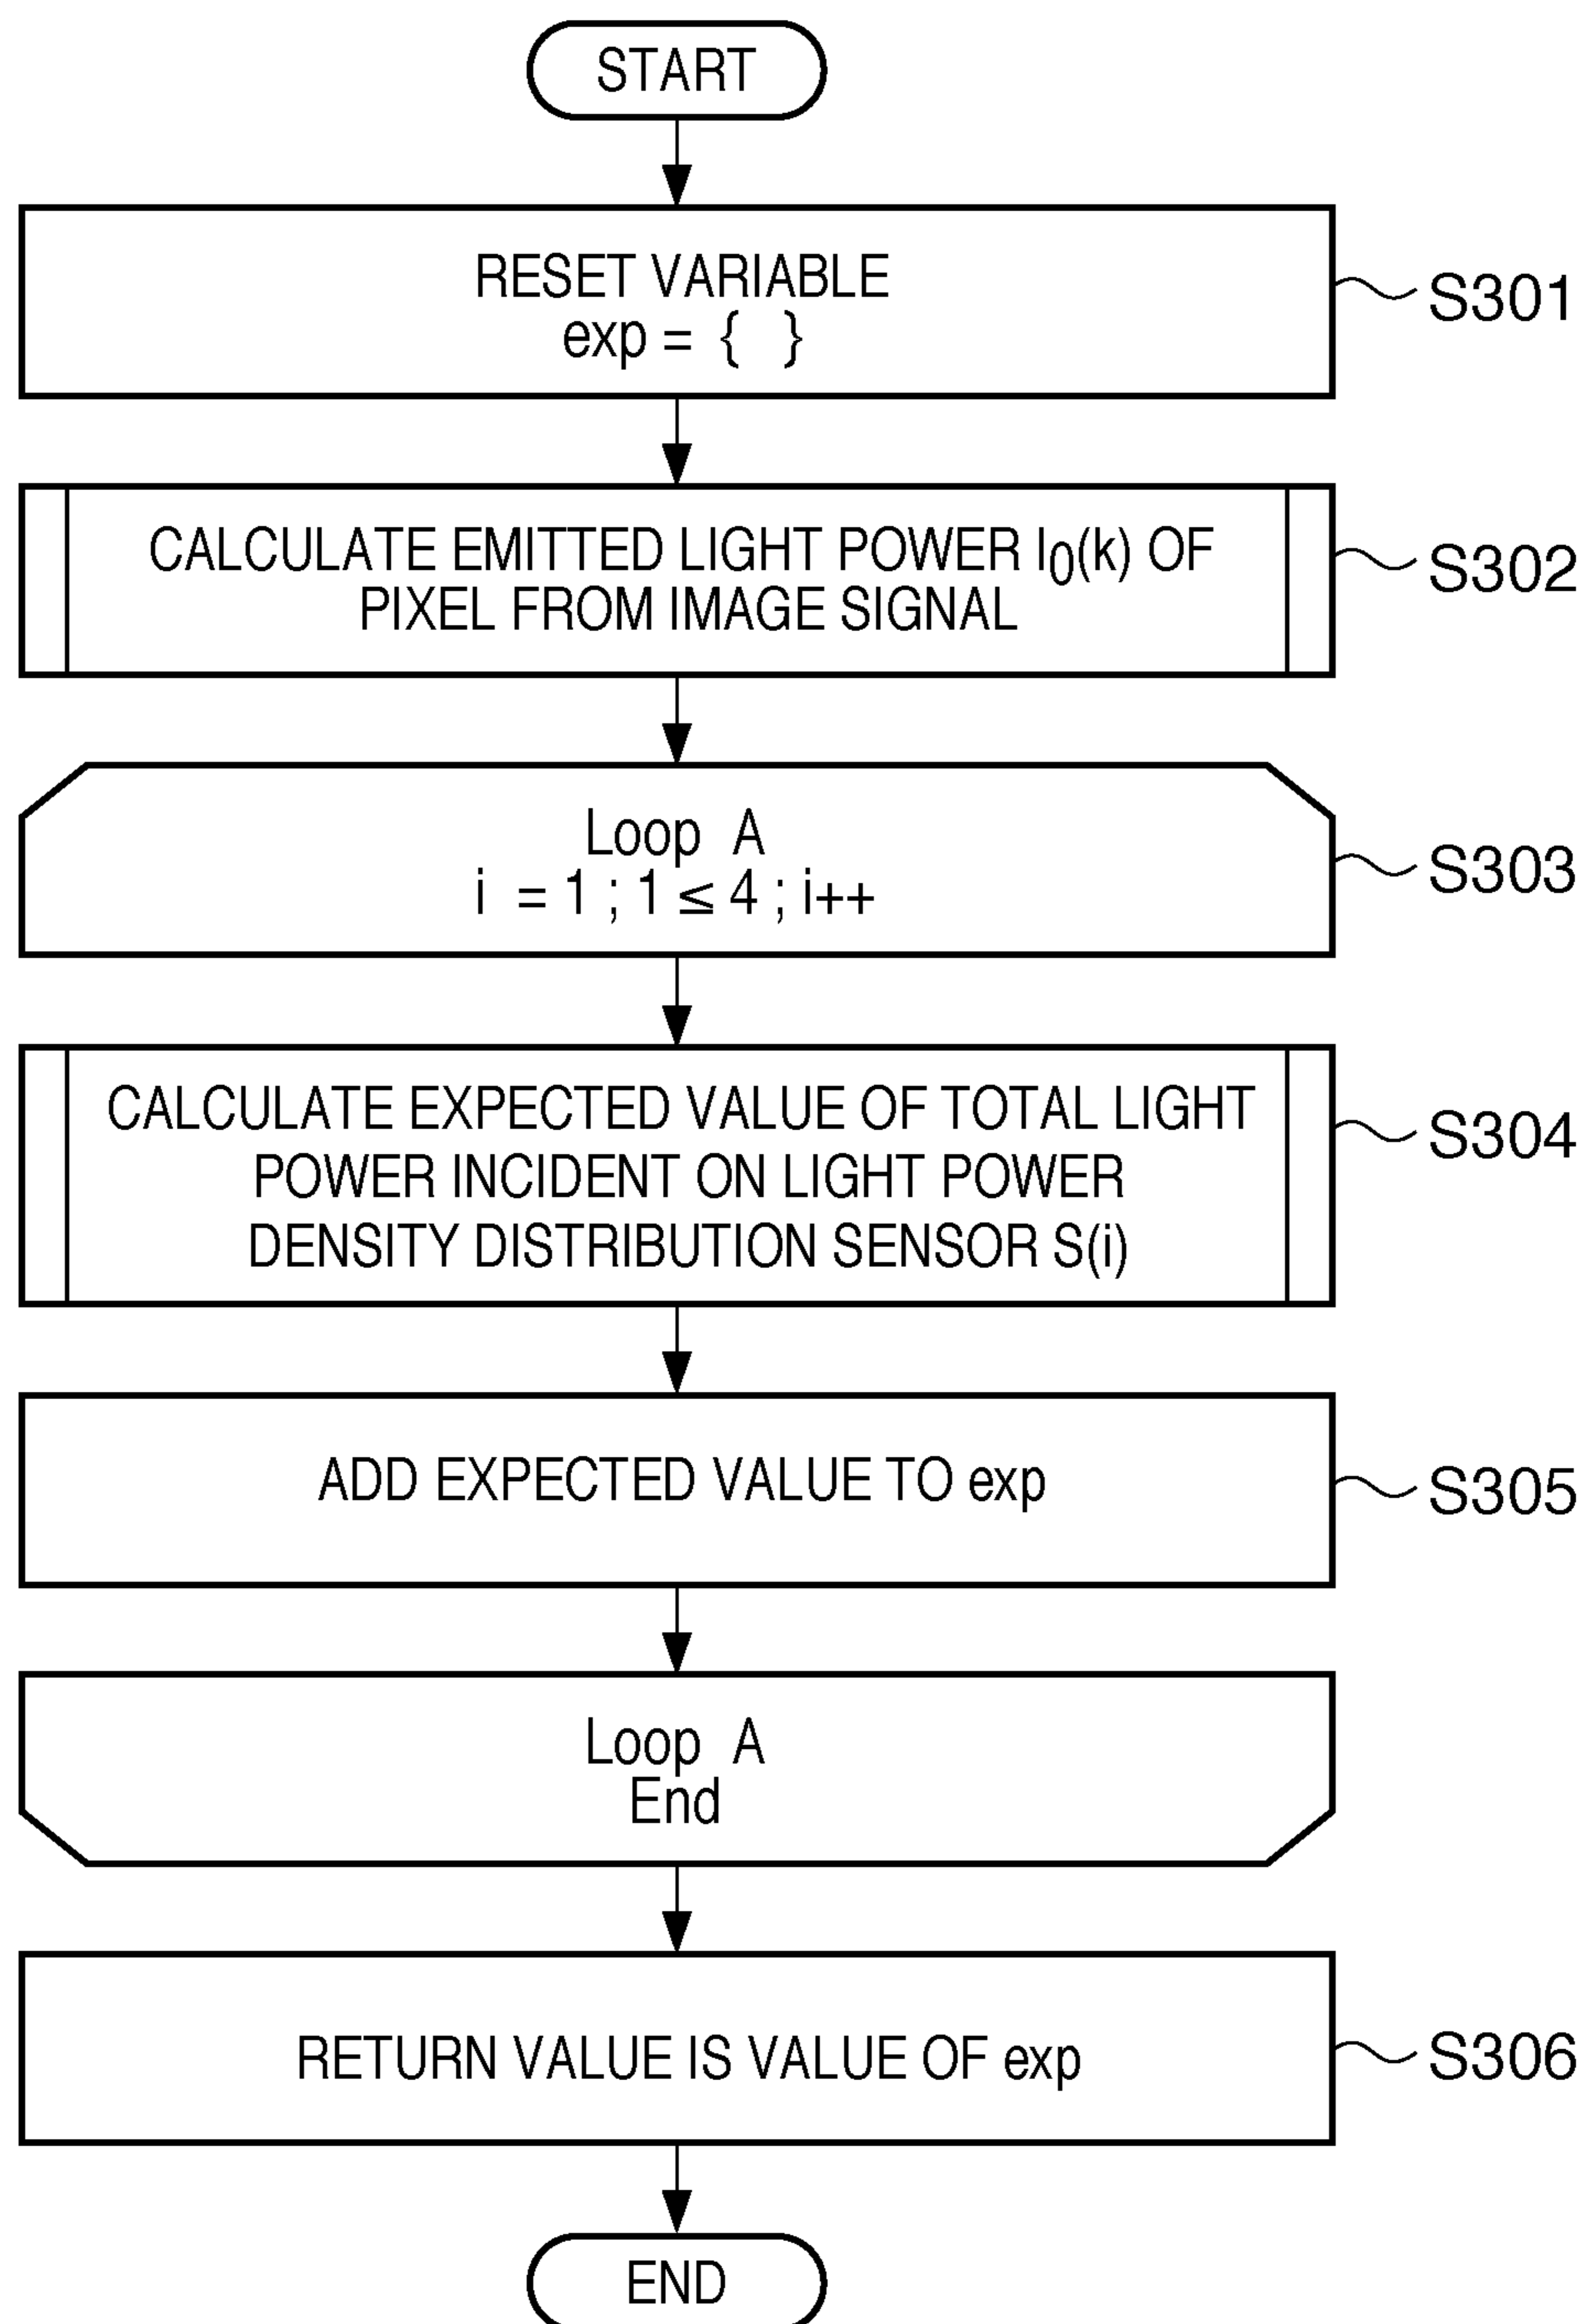 START
RESET VARIABLE
exp = { }
S301
CALCULATE EMITTED LIGHT POWER I0(k) OF
PIXEL FROM IMAGE SIGNAL
S302
Loop A
i = 1 ; 1 ≤ 4 ; i++
S303
CALCULATE EXPECTED VALUE OF TOTAL LIGHT
POWER INCIDENT ON LIGHT POWER
DENSITY DISTRIBUTION SENSOR S(i)
S304
ADD EXPECTED VALUE TO exp
S305
Loop A
End
RETURN VALUE IS VALUE OF exp
S306
END